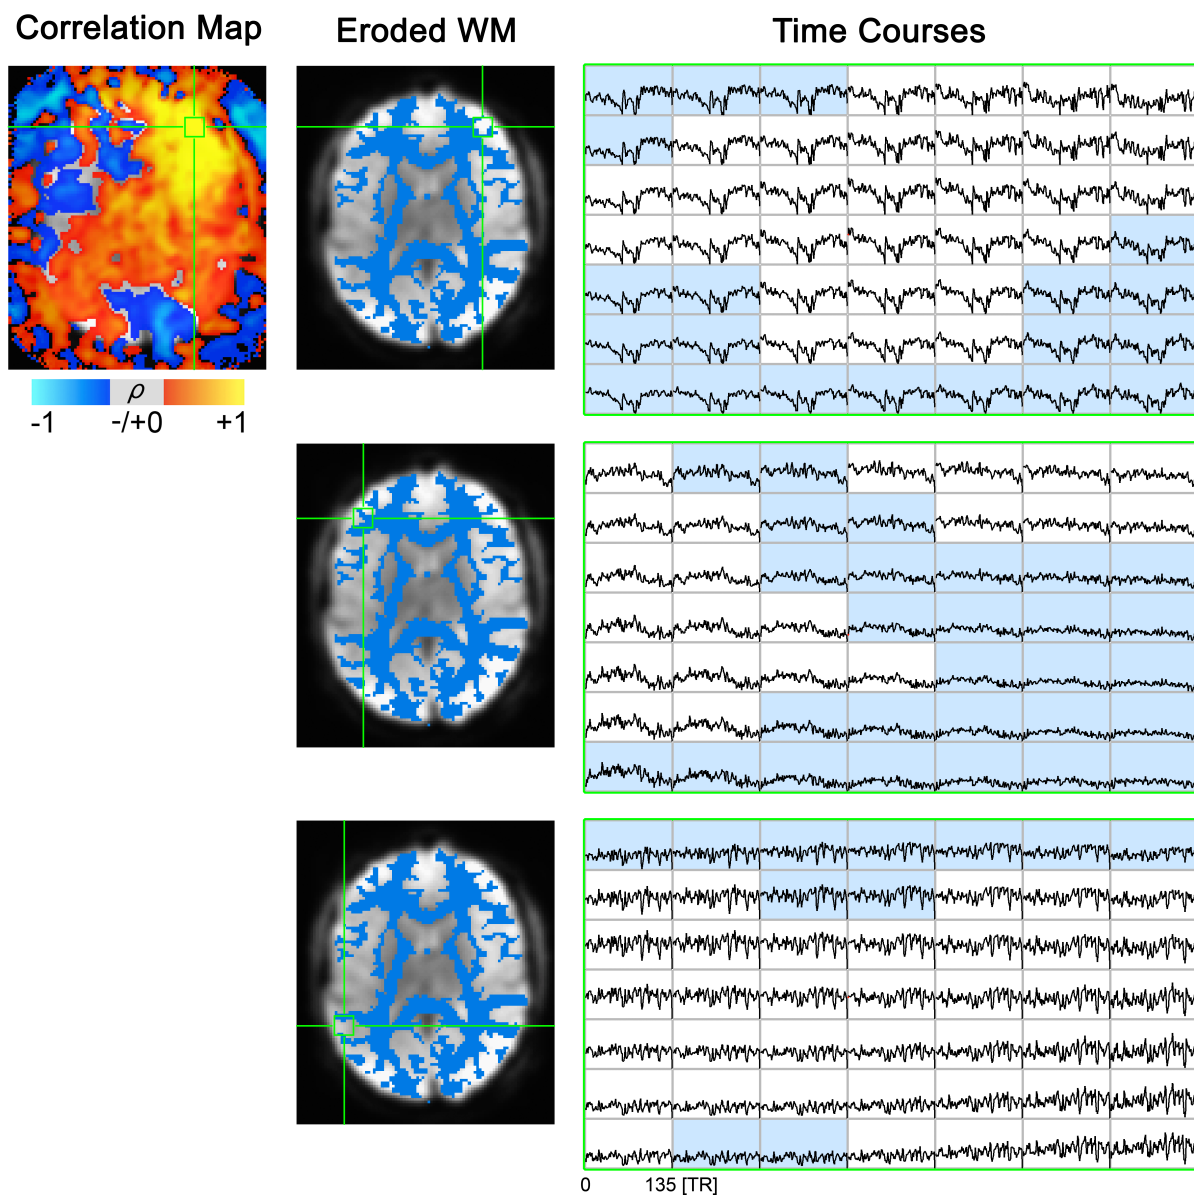 Correlation Map
Eroded WM
Time Courses
ρ
-1 -/+0 +1
0 135 [TR]